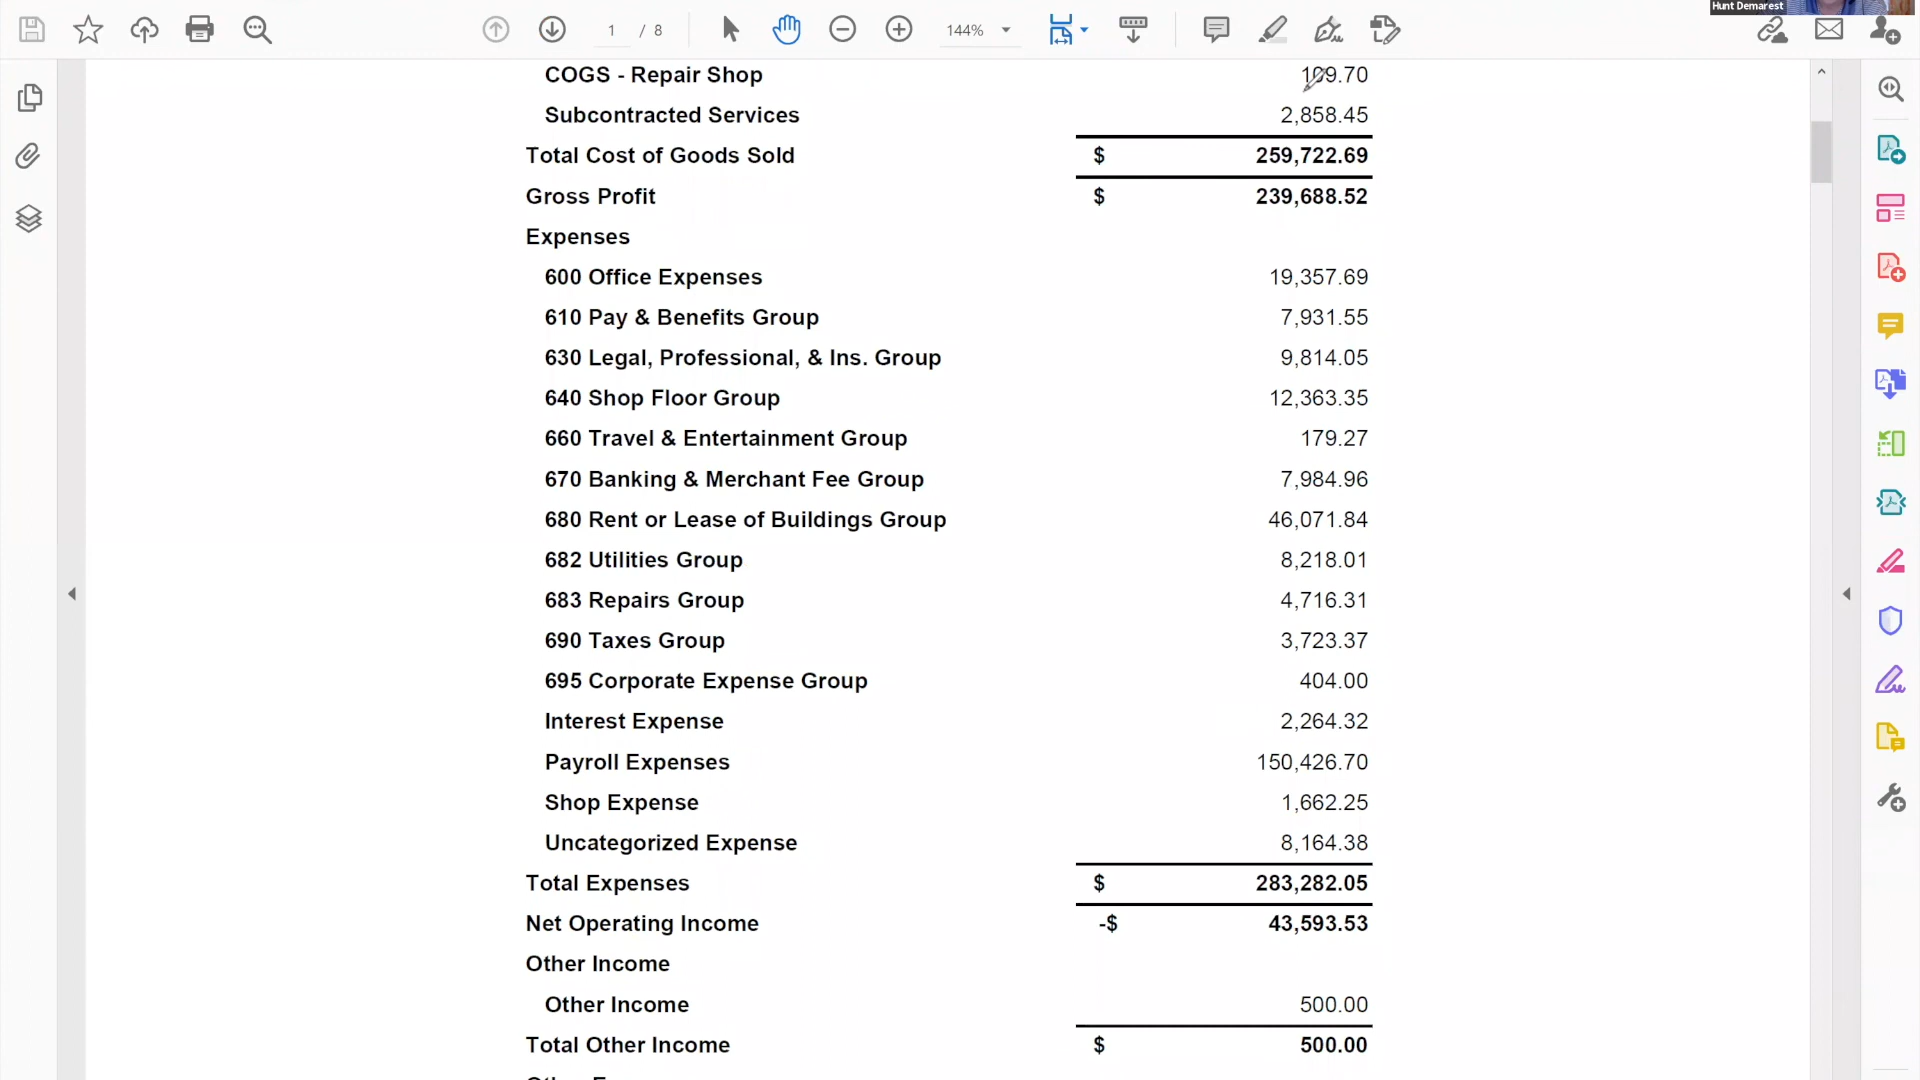 1 / 8
144%
Hunt Demarest
COGS - Repair Shop 109.70
Subcontracted Services 2,858.45
Total Cost of Goods Sold $ 259,722.69
Gross Profit $ 239,688.52
Expenses
600 Office Expenses 19,357.69
610 Pay & Benefits Group 7,931.55
630 Legal, Professional, & Ins. Group 9,814.05
640 Shop Floor Group 12,363.35
660 Travel & Entertainment Group 179.27
670 Banking & Merchant Fee Group 7,984.96
680 Rent or Lease of Buildings Group 46,071.84
682 Utilities Group 8,218.01
683 Repairs Group 4,716.31
690 Taxes Group 3,723.37
695 Corporate Expense Group 404.00
Interest Expense 2,264.32
Payroll Expenses 150,426.70
Shop Expense 1,662.25
Uncategorized Expense 8,164.38
Total Expenses $ 283,282.05
Net Operating Income -$ 43,593.53
Other Income
Other Income 500.00
Total Other Income $ 500.00